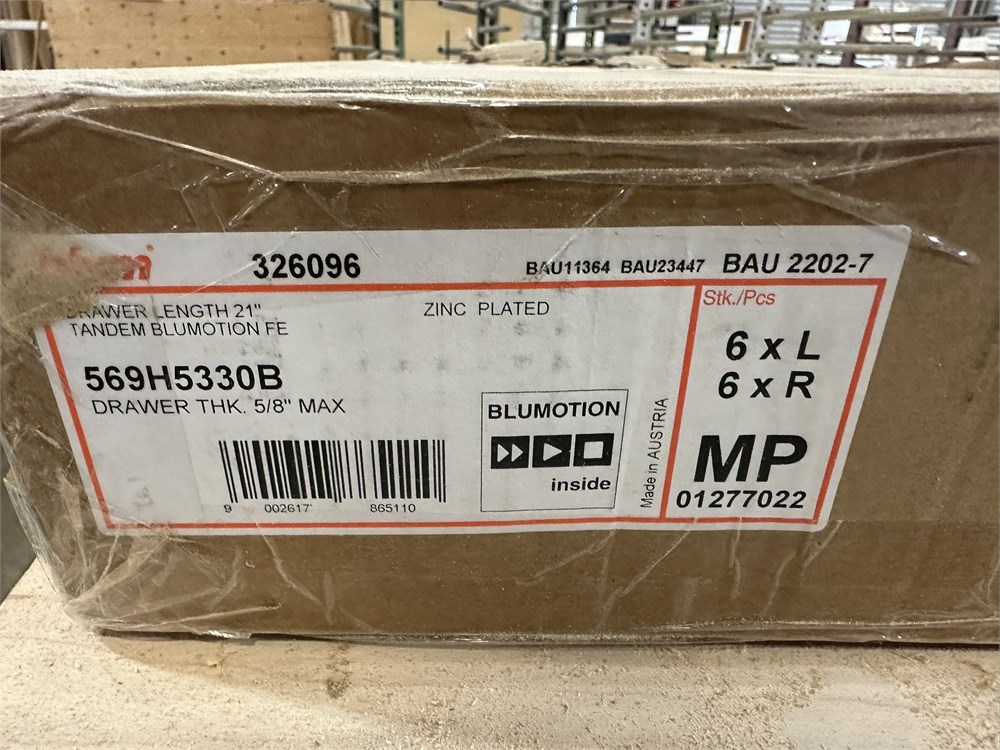 326096 BAU11364 BAU23447 BAU 2202-7
DRAWER LENGTH 21" ZINC PLATED
TANDEM BLUMOTION FE
569H5330B
DRAWER THK. 5/8" MAX
9 002617 865110
BLUMOTION
inside
Made in AUSTRIA
Stk./Pcs
6 x L
6 x R
MP
01277022